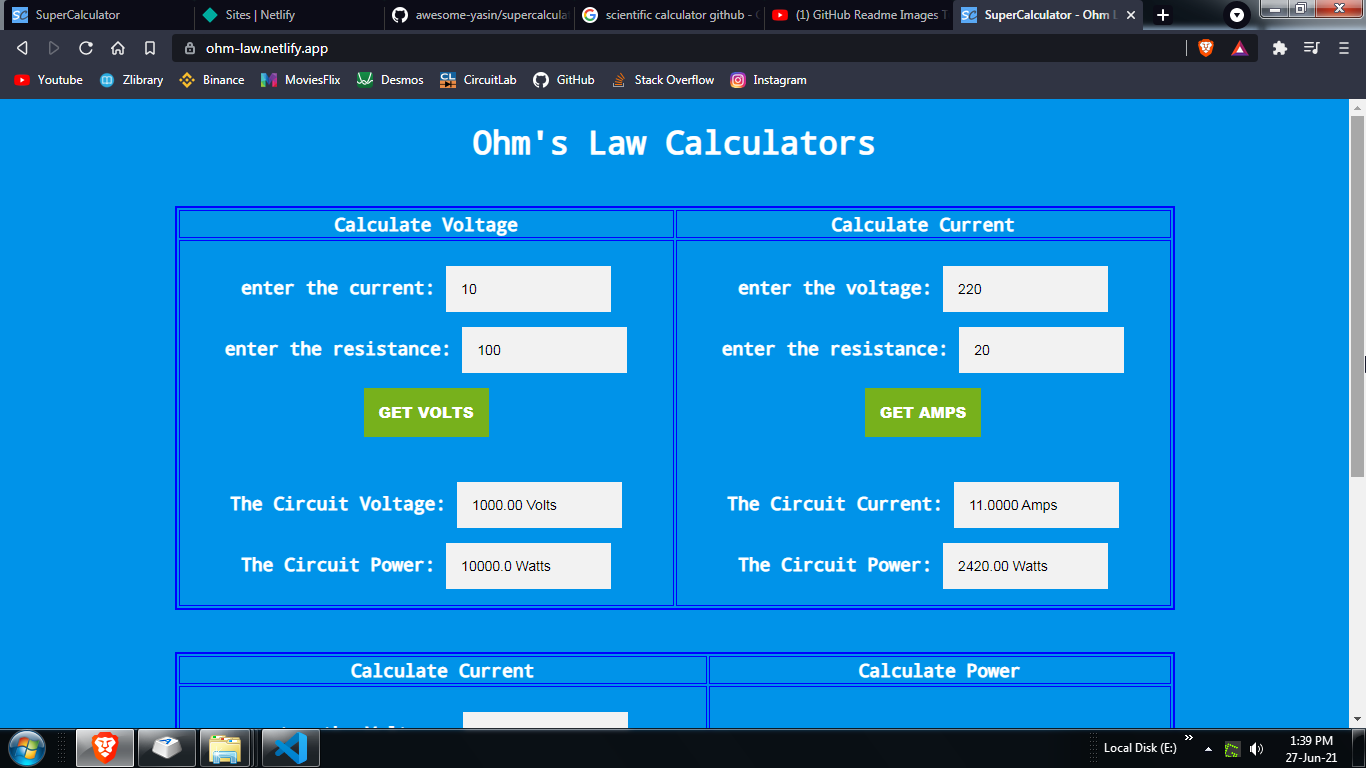 SuperCalculator
Sites | Netlify
awesome-yasin/supercalcula
scientific calculator github -
(1) GitHub Readme Images T
SuperCalculator - Ohm L
ohm-law.netlify.app
Youtube
Zlibrary
Binance
MoviesFlix
Desmos
CircuitLab
GitHub
Stack Overflow
Instagram
Ohm's Law Calculators
Calculate Voltage
enter the current: 10
enter the resistance: 100
GET VOLTS
The Circuit Voltage: 1000.00 Volts
The Circuit Power: 10000.0 Watts
Calculate Current
enter the voltage: 220
enter the resistance: 20
GET AMPS
The Circuit Current: 11.0000 Amps
The Circuit Power: 2420.00 Watts
Calculate Current
Calculate Power
Local Disk (E:)
1:39 PM
27-Jun-21